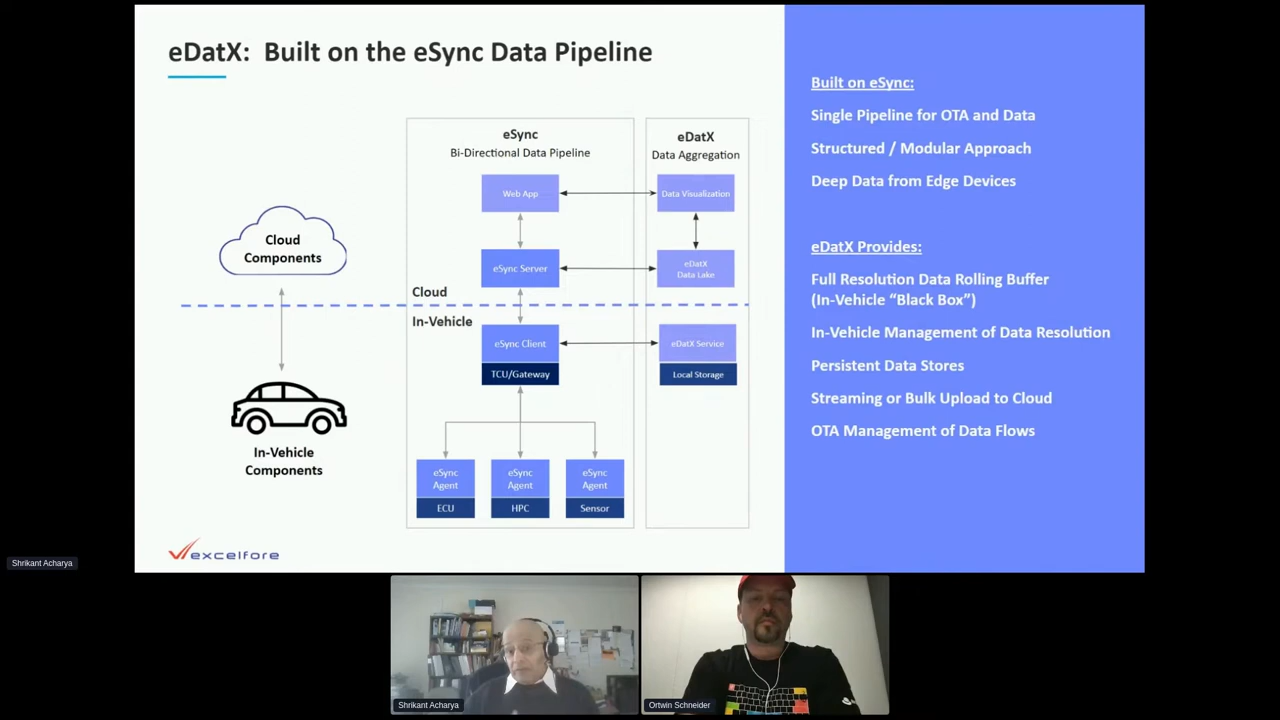 eDatX: Built on the eSync Data Pipeline
eSync
Bi-Directional Data Pipeline
eDatX
Data Aggregation
Web App
Data Visualization
eSync Server
eDatX
Data Lake
Cloud
Components
Cloud
In-Vehicle
eSync Client
TCU/Gateway
eDatX Service
Local Storage
In-Vehicle
Components
eSync
Agent
ECU
eSync
Agent
HPC
eSync
Agent
Sensor
excelfore
Built on eSync:
Single Pipeline for OTA and Data
Structured / Modular Approach
Deep Data from Edge Devices
eDatX Provides:
Full Resolution Data Rolling Buffer
(In-Vehicle “Black Box”)
In-Vehicle Management of Data Resolution
Persistent Data Stores
Streaming or Bulk Upload to Cloud
OTA Management of Data Flows
Shrikant Acharya
Shrikant Acharya
Ortwin Schneider